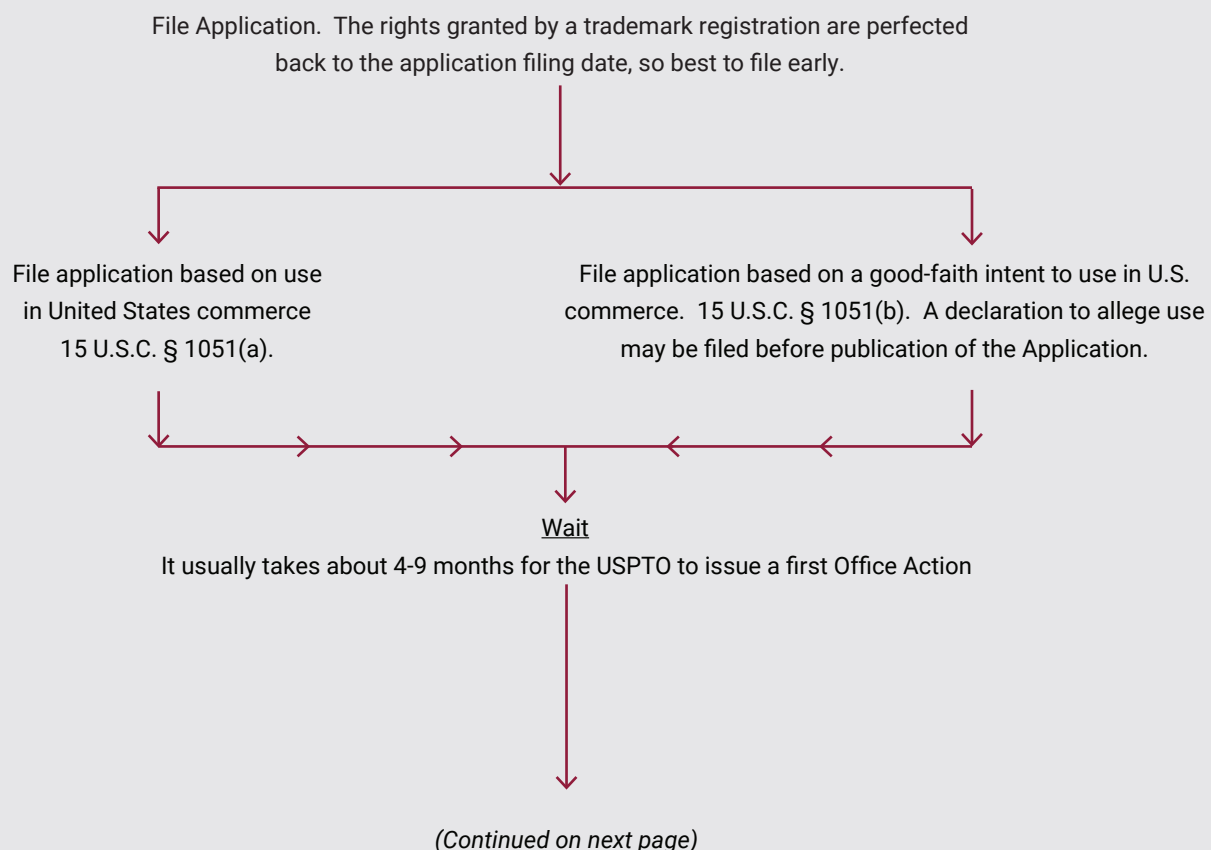 File Application.  The rights granted by a trademark registration are perfected
back to the application filing date, so best to file early.
File application based on use
in United States commerce
15 U.S.C. § 1051(a).
File application based on a good-faith intent to use in U.S.
commerce.  15 U.S.C. § 1051(b).  A declaration to allege use
may be filed before publication of the Application.
Wait
It usually takes about 4-9 months for the USPTO to issue a first Office Action
(Continued on next page)